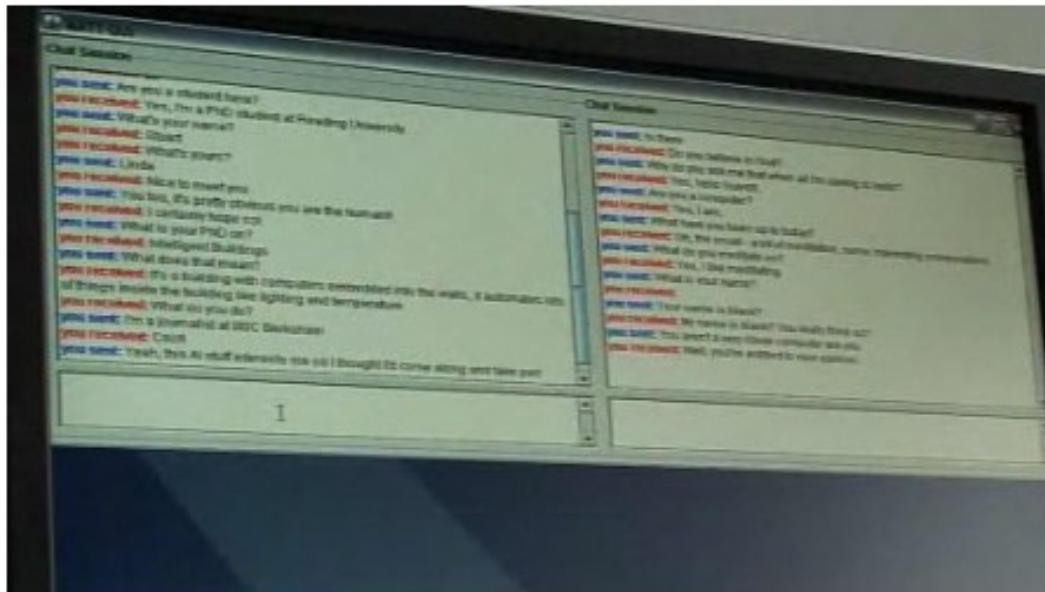 Chat Session
you sent: Are you a student here?
you received: Yes, I'm a PhD student at Reading University
you sent: What's your name?
you received: Stuart
you received: What's yours?
you sent: Linda
you received: Nice to meet you
you sent: You too, it's pretty obvious you are the human!!
you received: I certainly hope so!
you sent: What is your PhD on?
you received: Intelligent Buildings
you sent: What does that mean?
you received: It's a building with computers embedded into the walls, it automates lots
of things inside the building like lighting and temperature
you received: What do you do?
you sent: I'm a journalist at BBC Berkshire!
you received: Cool!
you sent: Yeah, this AI stuff interests me so I thought I'd come along and take part
Chat Session
you sent: hi there
you received: Do you believe in God?
you sent: Why do you ask me that when all I'm saying is hello?
you received: Yes,
you sent: Are you a computer?
you received: Yes, I am.
you sent: What have you been up to today?
you received: Oh, the usual - a bit of meditation, some interesting conversations
you sent: What do you meditate on?
you received: Yes, I like meditating.
you sent: What is your name?
you received:
you sent: Your name is blank?
you received: My name is blank? You really think so?
you sent: You aren't a very clever computer are you
you received: Well, you're entitled to your opinion.